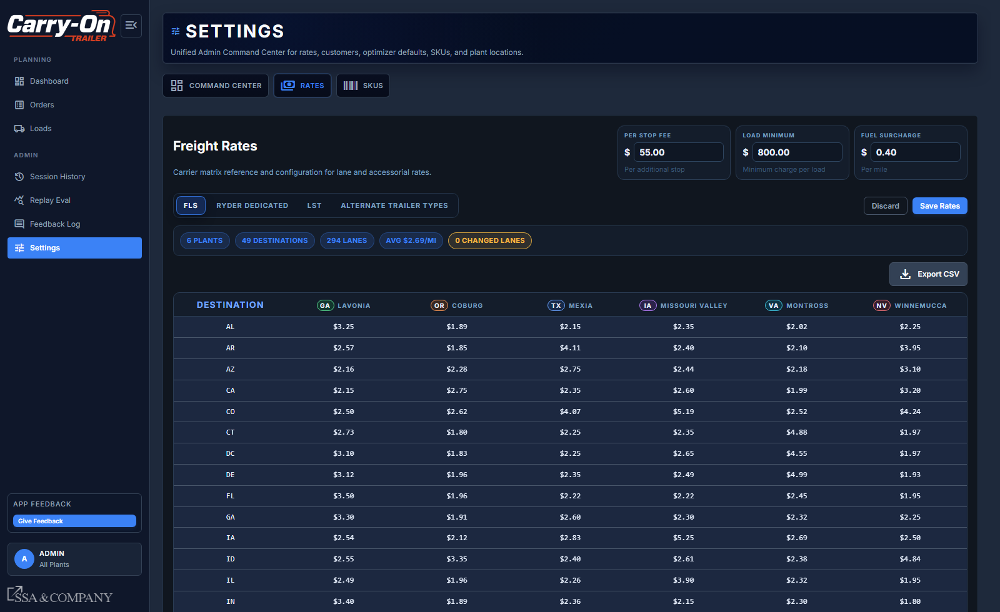 Carry-On
TRAILER
PLANNING
Dashboard
Orders
Loads
ADMIN
Session History
Replay Eval
Feedback Log
Settings
APP FEEDBACK
Give Feedback
A
ADMIN
All Plants
SSA & COMPANY
SETTINGS
Unified Admin Command Center for rates, customers, optimizer defaults, SKUs, and plant locations.
COMMAND CENTER RATES SKUS
Freight Rates
Carrier matrix reference and configuration for lane and accessorial rates.
PER STOP FEE
$ 55.00
Per additional stop
LOAD MINIMUM
$ 800.00
Minimum charge per load
FUEL SURCHARGE
$ 0.40
Per mile
FLS RYDER DEDICATED LST ALTERNATE TRAILER TYPES
Discard Save Rates
6 PLANTS 49 DESTINATIONS 294 LANES AVG $2.69/MI 0 CHANGED LANES
Export CSV
DESTINATION GA LAVONIA OR COBURG TX MEXIA IA MISSOURI VALLEY VA MONTROSS NV WINNEMUCCA
AL $3.25 $1.89 $2.15 $2.35 $2.02 $2.25
AR $2.57 $1.85 $4.11 $2.40 $2.10 $3.95
AZ $2.16 $2.28 $2.75 $2.44 $2.18 $3.10
CA $2.15 $2.75 $2.35 $2.60 $1.99 $3.20
CO $2.50 $2.62 $4.07 $5.19 $2.52 $4.24
CT $2.73 $1.80 $2.25 $2.35 $4.88 $1.97
DC $3.10 $1.83 $2.25 $2.65 $4.55 $1.97
DE $3.12 $1.96 $2.35 $2.49 $4.99 $1.93
FL $3.50 $1.96 $2.22 $2.22 $2.45 $1.95
GA $3.30 $1.91 $2.60 $2.30 $2.32 $2.25
IA $2.54 $2.12 $2.83 $5.25 $2.69 $2.50
ID $2.55 $3.35 $2.40 $2.61 $2.38 $4.84
IL $2.49 $1.96 $2.26 $3.90 $2.32 $1.95
IN $3.40 $1.89 $2.36 $2.15 $2.30 $1.80